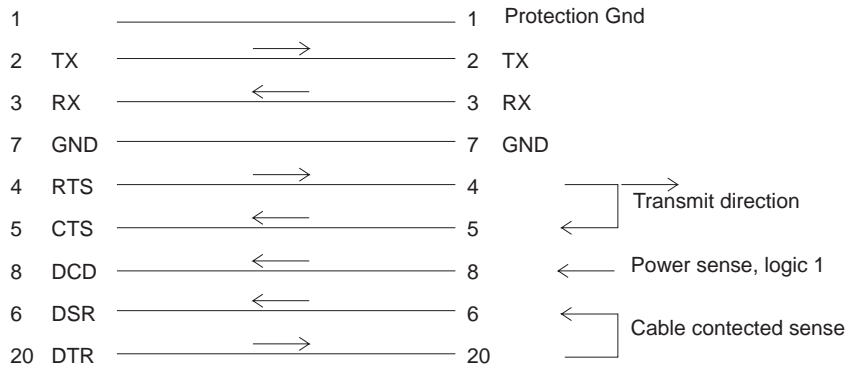 1 1 Protection Gnd
2 TX 2 TX
3 RX 3 RX
7 GND 7 GND
4 RTS 4
Transmit direction
5 CTS 5
8 DCD 8 Power sense, logic 1
6 DSR 6
Cable contected sense
20 DTR 20